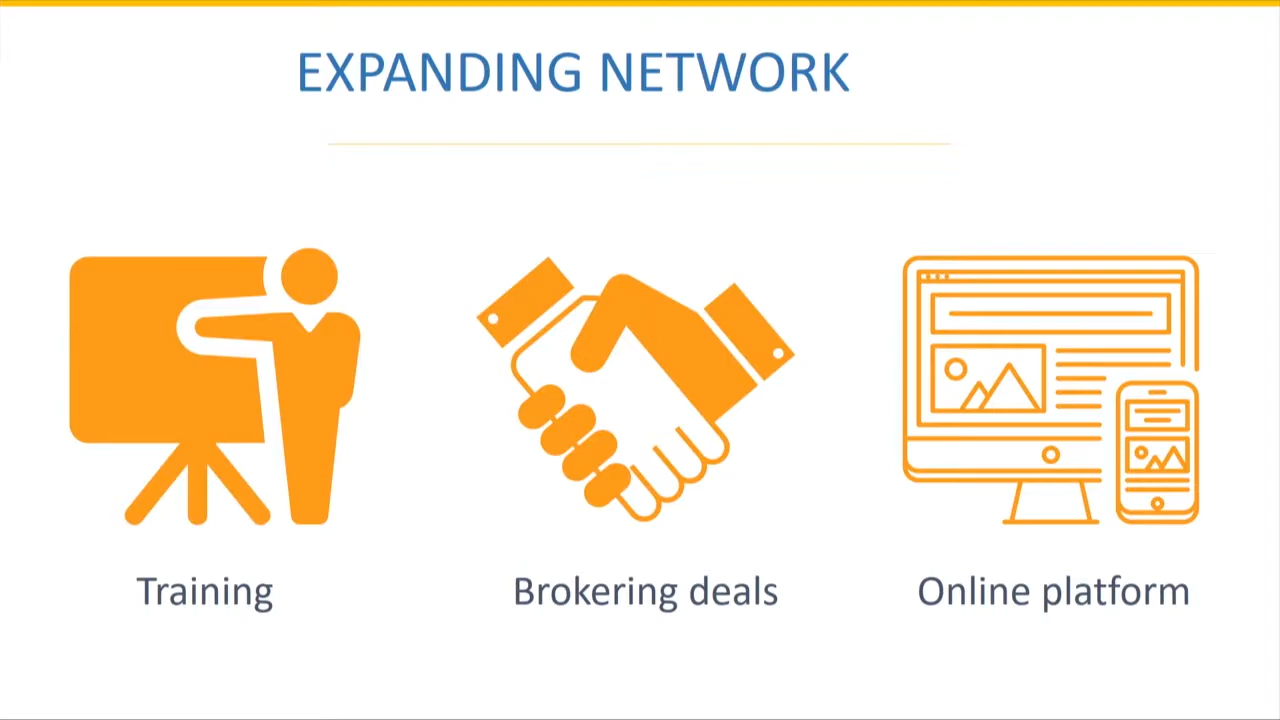 EXPANDING NETWORK
Training
Brokering deals
Online platform